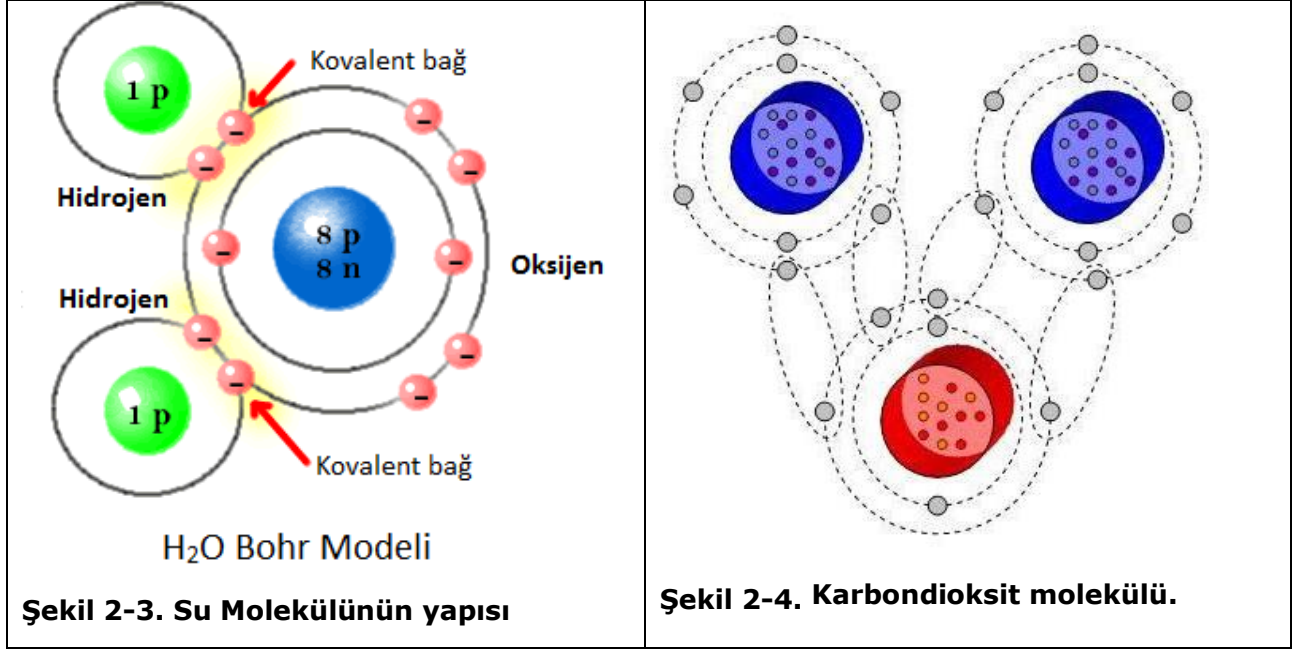 Kovalent bağ
1 p
Hidrojen
8 p
8 n
Oksijen
Hidrojen
1 p
Kovalent bağ
H₂O Bohr Modeli
Şekil 2-3. Su Molekülünün yapısı
Şekil 2-4. Karbondioksit molekülü.